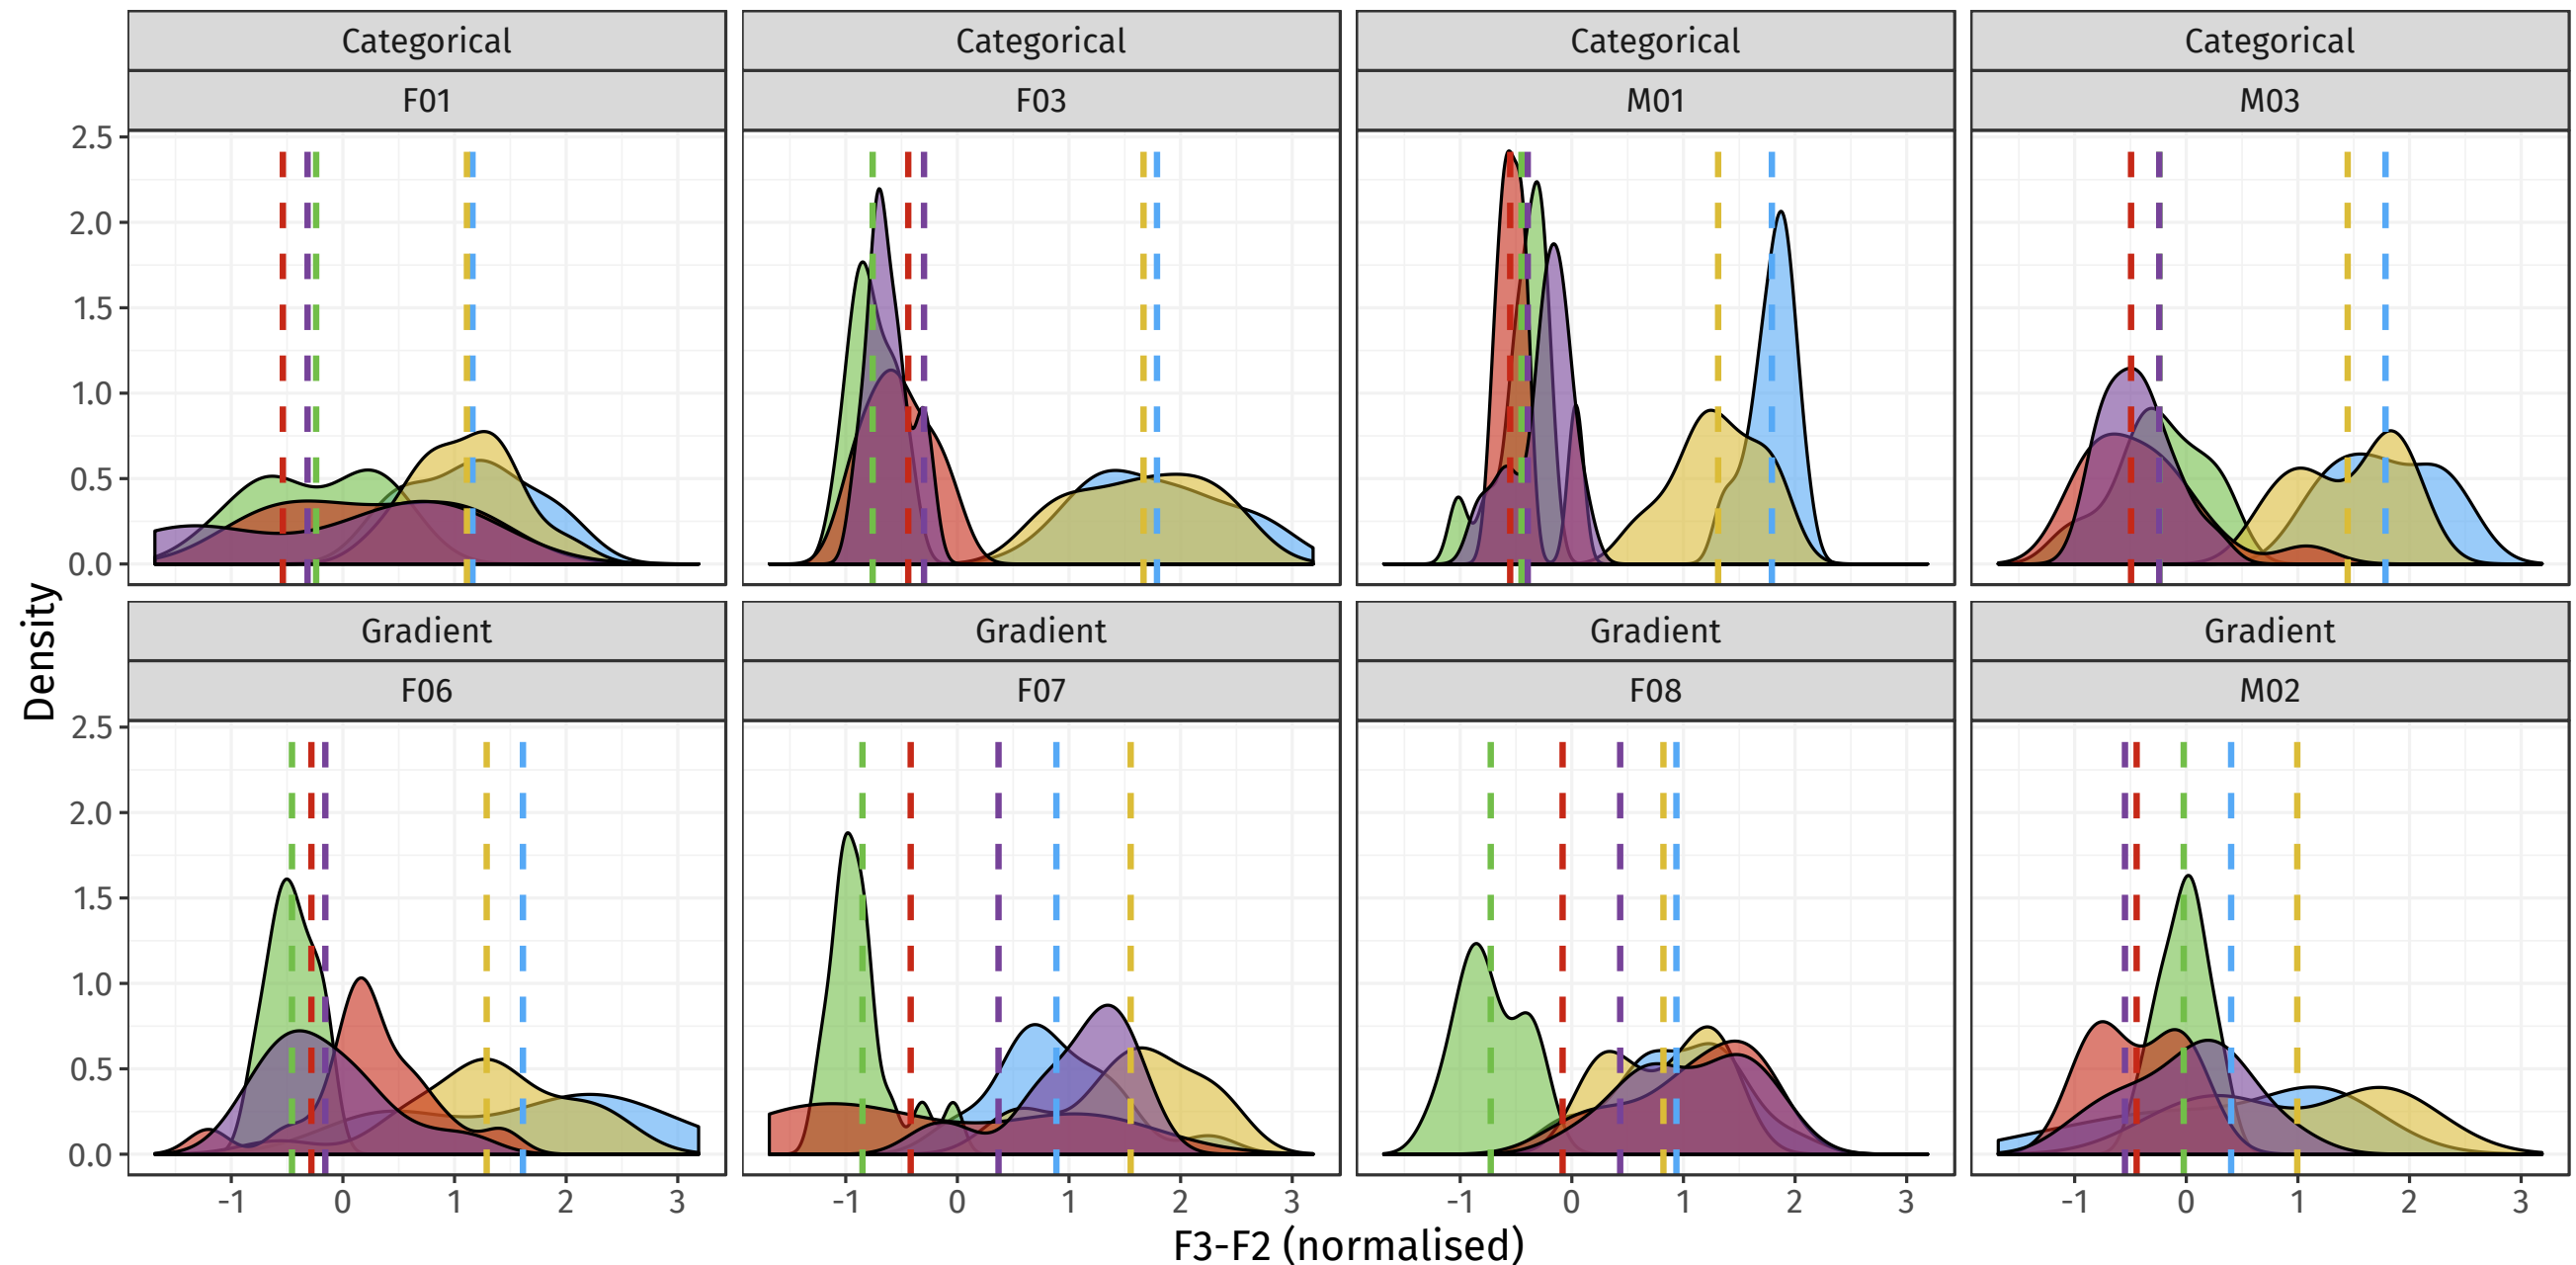 Categorical
Categorical
Categorical
Categorical
F01
F03
M01
M03
2.5
2.0
1.5
1.0
0.5
0.0
Density
Gradient
Gradient
Gradient
Gradient
F06
F07
F08
M02
2.5
2.0
1.5
1.0
0.5
0.0
-1 0 1 2 3
-1 0 1 2 3
-1 0 1 2 3
-1 0 1 2 3
F3-F2 (normalised)